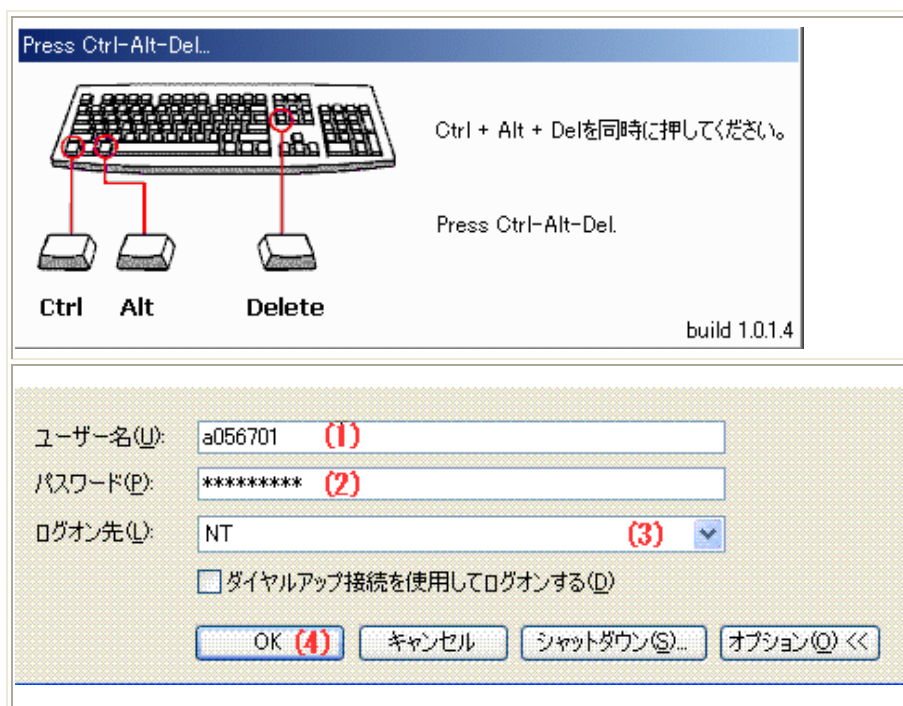 Press Ctrl-Alt-Del...
Ctrl + Alt + Delを同時に押してください。
Press Ctrl-Alt-Del.
Ctrl Alt Delete
build 1.0.1.4
ユーザー名(U): a056701 (1)
パスワード(P): ********* (2)
ログオン先(L): NT (3)
ダイヤルアップ接続を使用してログオンする(D)
OK (4) キャンセル シャットダウン(S)... オプション(O) <<